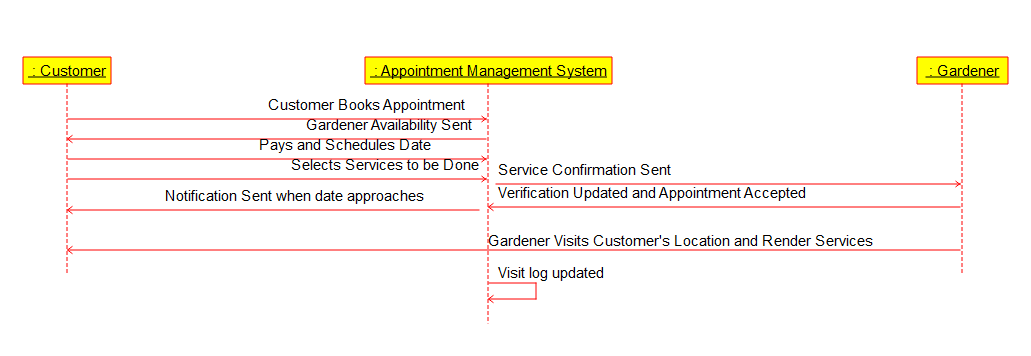 : Customer
: Appointment Management System
: Gardener
Customer Books Appointment
Gardener Availability Sent
Pays and Schedules Date
Selects Services to be Done
Service Confirmation Sent
Verification Updated and Appointment Accepted
Notification Sent when date approaches
Gardener Visits Customer's Location and Render Services
Visit log updated